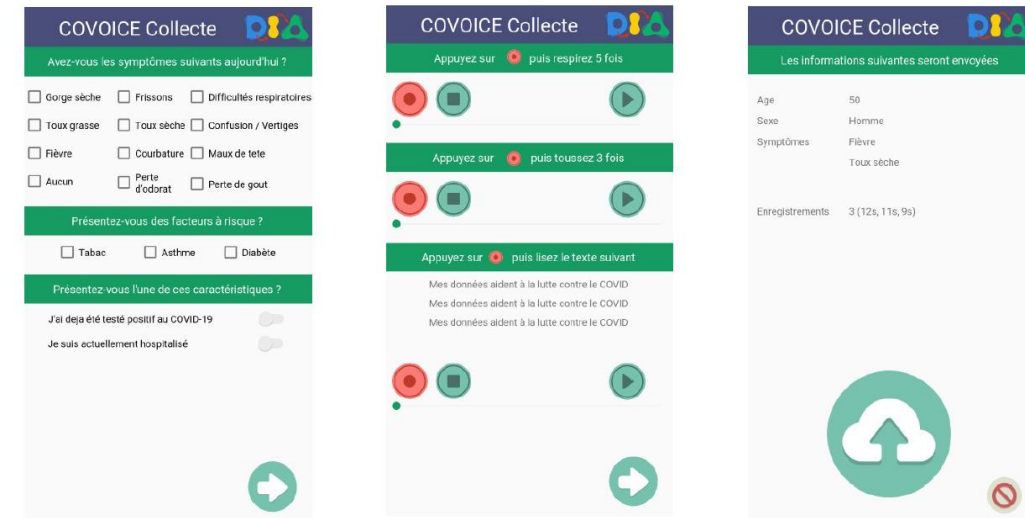 COVOICE Collecte DIA
Avez-vous les symptômes suivants aujourd'hui ?
Gorge sèche Frissons Difficultés respiratoires
Toux grasse Toux sèche Confusion / Vertiges
Fièvre Courbature Maux de tete
Aucun Perte d'odorat Perte de gout
Présentez-vous des facteurs à risque ?
Tabac Asthme Diabète
Présentez-vous l'une de ces caractéristiques ?
J'ai deja été testé positif au COVID-19
Je suis actuellement hospitalisé
COVOICE Collecte DIA
Appuyez sur puis respirez 5 fois
Appuyez sur puis toussez 3 fois
Appuyez sur puis lisez le texte suivant
Mes données aident à la lutte contre le COVID
Mes données aident à la lutte contre le COVID
Mes données aident à la lutte contre le COVID
COVOICE Collecte DIA
Les informations suivantes seront envoyées
Age 50
Sexe Homme
Symptômes Fièvre
Toux sèche
Enregistrements 3 (12s, 11s, 9s)